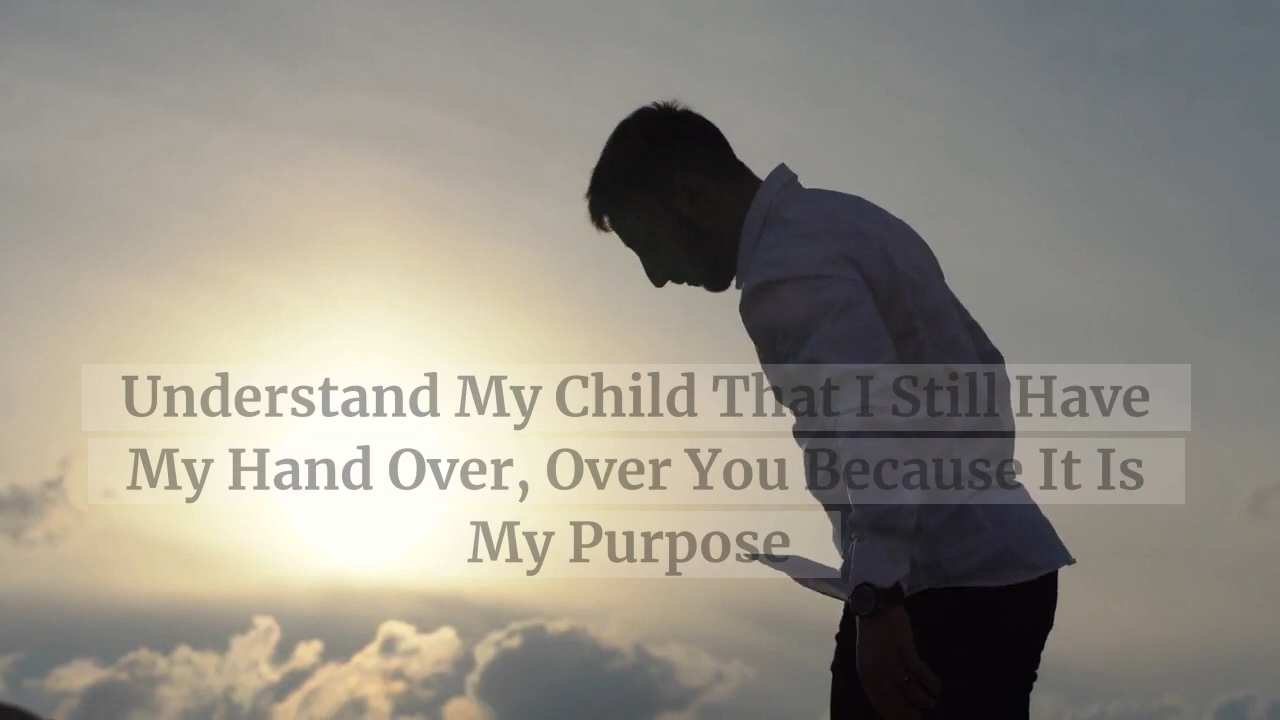 Understand My Child That I Still Have
My Hand Over, Over You Because It Is
My Purpose